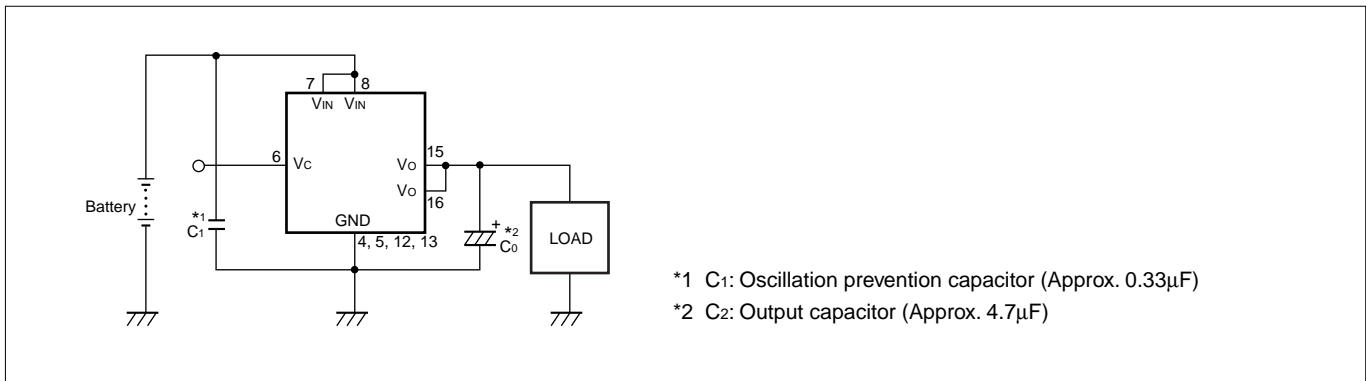 7 8
VIN VIN
6 VC 15
VO
VO
16
Battery
*1
C1
GND
4, 5, 12, 13
+
*2
C0
LOAD
*1 C1: Oscillation prevention capacitor (Approx. 0.33μF)
*2 C2: Output capacitor (Approx. 4.7μF)